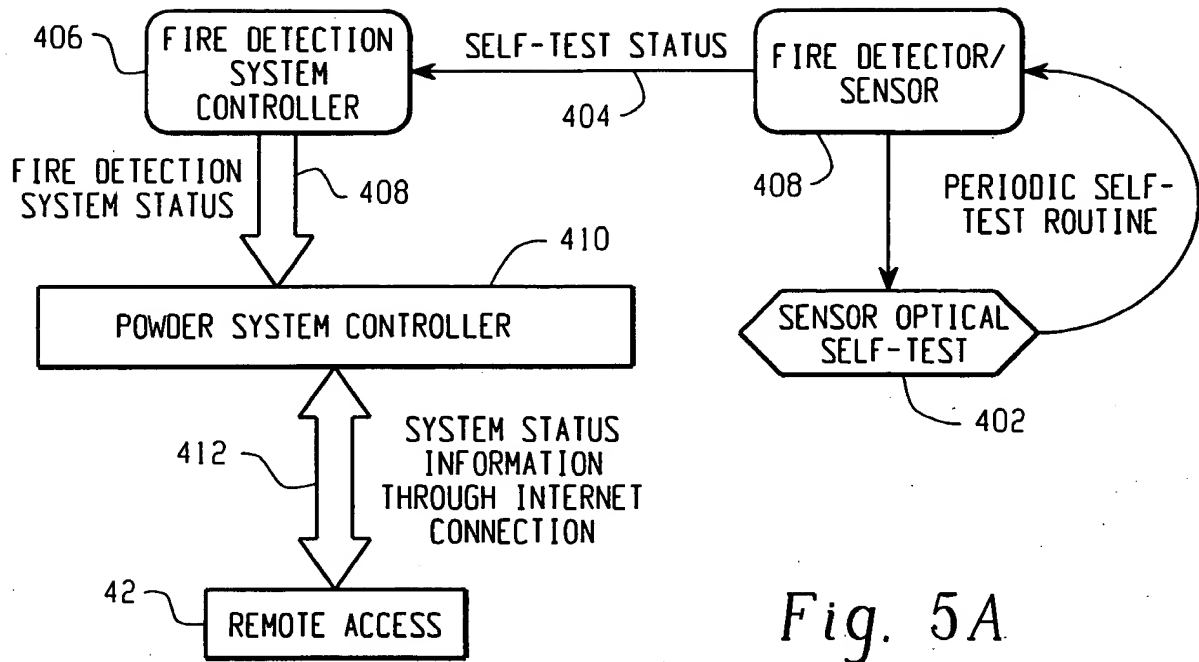 406
FIRE DETECTION
SYSTEM
CONTROLLER
SELF-TEST STATUS
404
FIRE DETECTOR/
SENSOR
408
FIRE DETECTION
SYSTEM STATUS
408
PERIODIC SELF-
TEST ROUTINE
410
POWDER SYSTEM CONTROLLER
SENSOR OPTICAL
SELF-TEST
402
412
SYSTEM STATUS
INFORMATION
THROUGH INTERNET
CONNECTION
42
REMOTE ACCESS
Fig. 5A